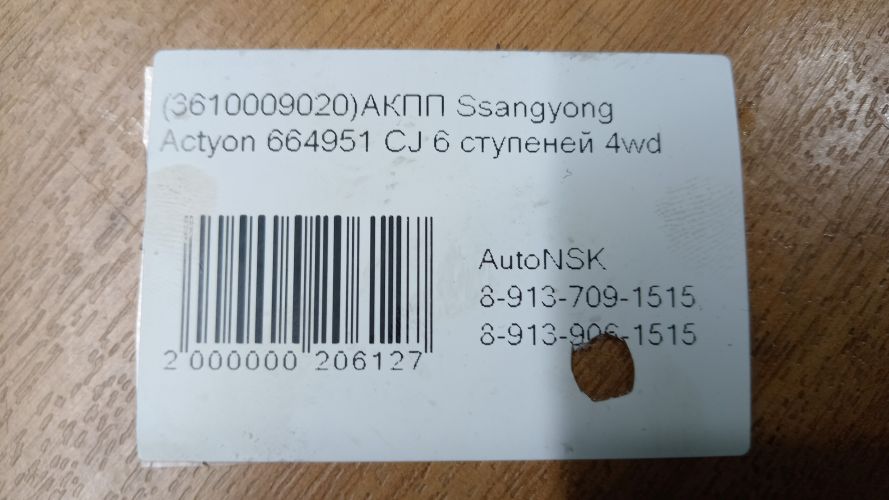 (3610009020)АКПП Ssangyong
Actyon 664951 CJ 6 ступеней 4wd
AutoNSK
8-913-709-1515
8-913-906-1515
2 000000 206127